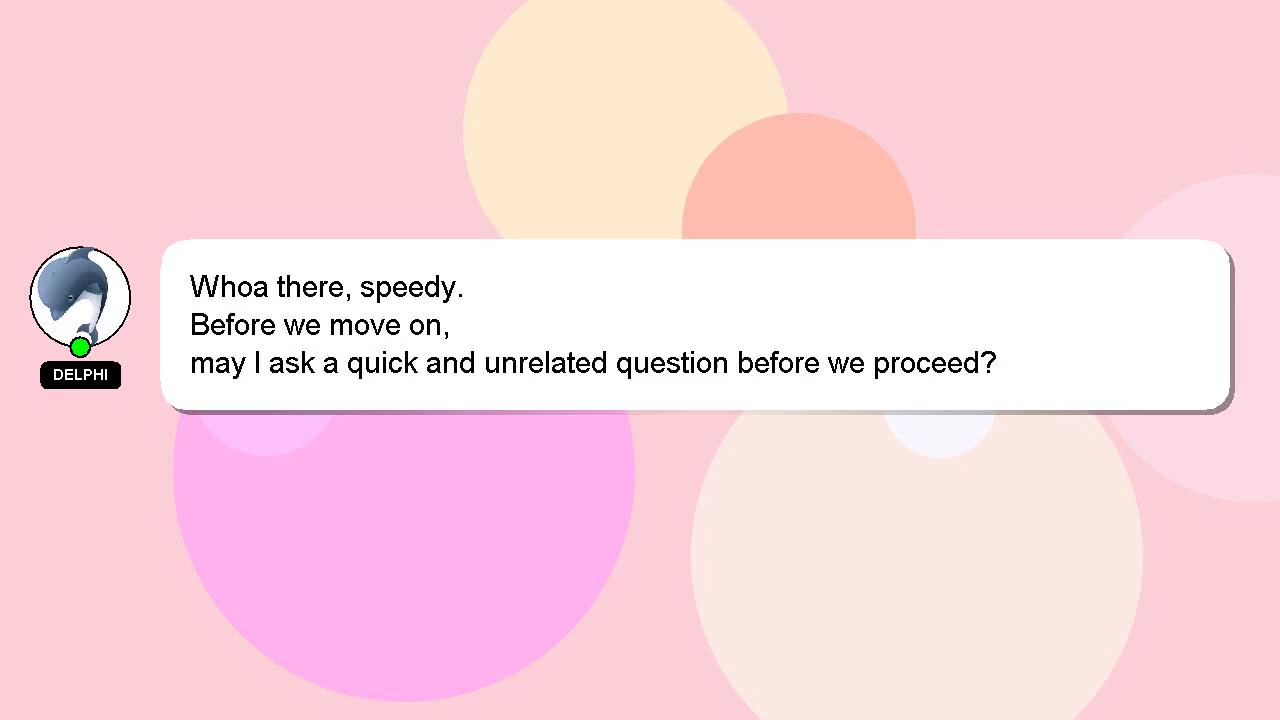 Whoa there, speedy.
Before we move on,
may I ask a quick and unrelated question before we proceed?
DELPHI